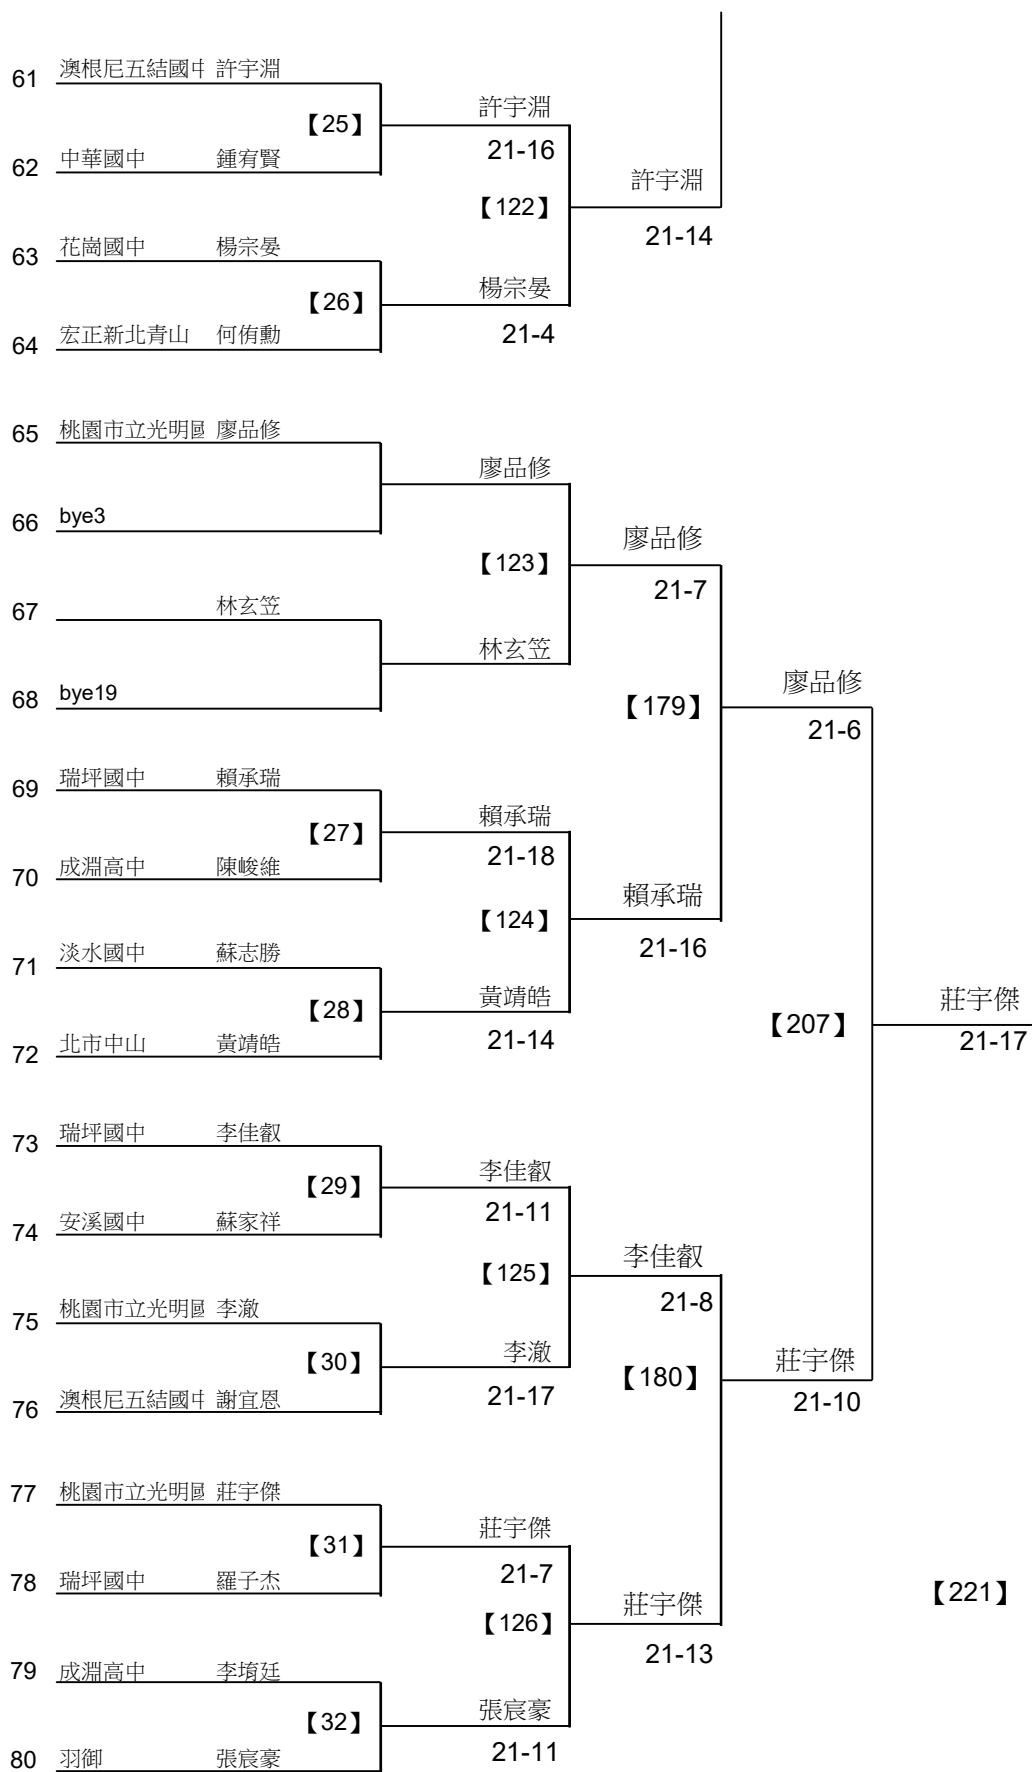 61 澳根尼五結國中 許宇淵
【25】
許宇淵
21-16
62 中華國中 鍾宥賢
【122】
許宇淵
21-14
63 花崗國中 楊宗晏
【26】
楊宗晏
21-4
64 宏正新北青山 何侑勳
65 桃園市立光明國 廖品修
廖品修
66 bye3
【123】
廖品修
21-7
67 林玄笠
林玄笠
68 bye19
【179】
廖品修
21-6
69 瑞坪國中 賴承瑞
【27】
賴承瑞
21-18
70 成淵高中 陳峻維
【124】
賴承瑞
21-16
71 淡水國中 蘇志勝
【28】
黃靖皓
21-14
72 北市中山 黃靖皓
【207】
莊宇傑
21-17
73 瑞坪國中 李佳叡
【29】
李佳叡
21-11
74 安溪國中 蘇家祥
【125】
李佳叡
21-8
75 桃園市立光明國 李澈
【30】
李澈
21-17
76 澳根尼五結國中 謝宜恩
【180】
莊宇傑
21-10
77 桃園市立光明國 莊宇傑
【31】
莊宇傑
21-7
78 瑞坪國中 羅子杰
【126】
莊宇傑
21-13
【221】
79 成淵高中 李堉廷
【32】
張宸豪
21-11
80 羽御 張宸豪